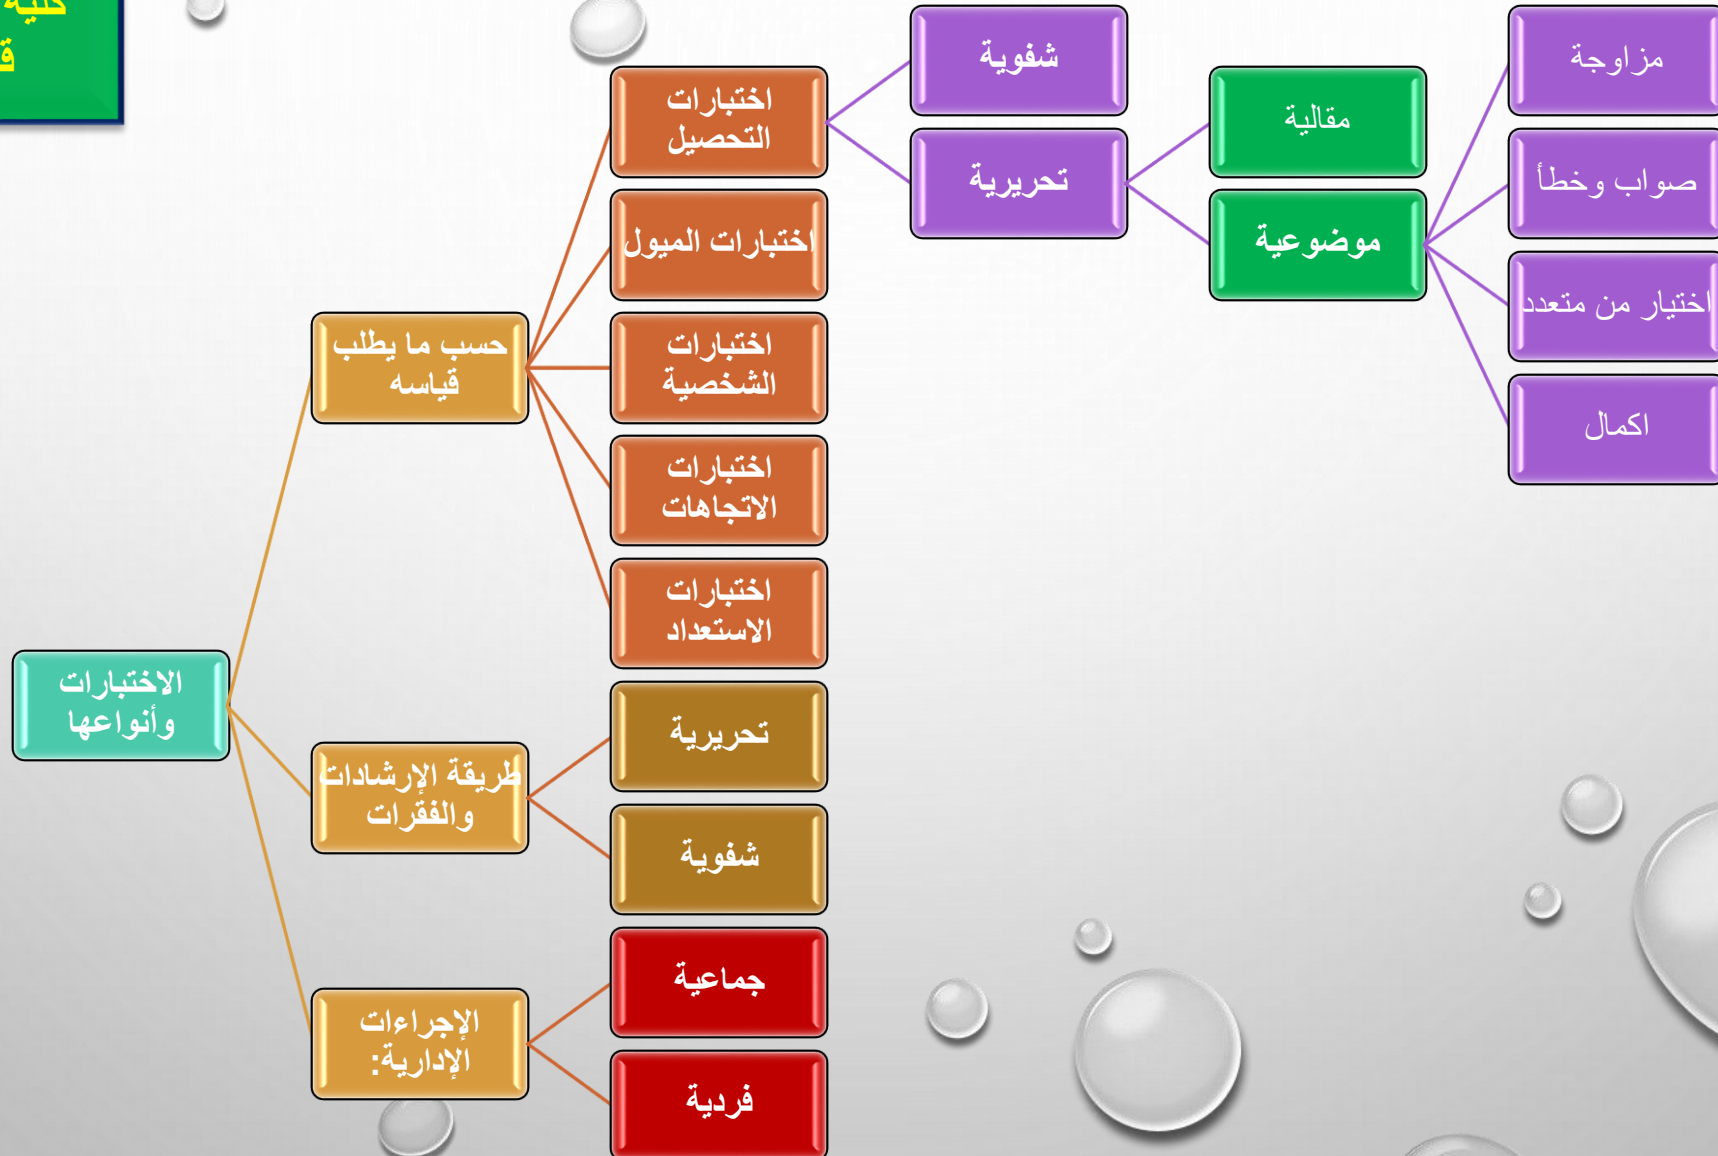 كلية
الاختبارات
وأنواعها
حسب ما يطلب
قياسه
اختبارات
التحصيل
شفوية
تحريرية
مقالية
موضوعية
مزاوجة
صواب وخطأ
اختيار من متعدد
اكمال
اختبارات الميول
اختبارات
الشخصية
اختبارات
الاتجاهات
اختبارات
الاستعداد
طريقة الإرشادات
والفقرات
تحريرية
شفوية
الإجراءات
الإدارية:
جماعية
فردية